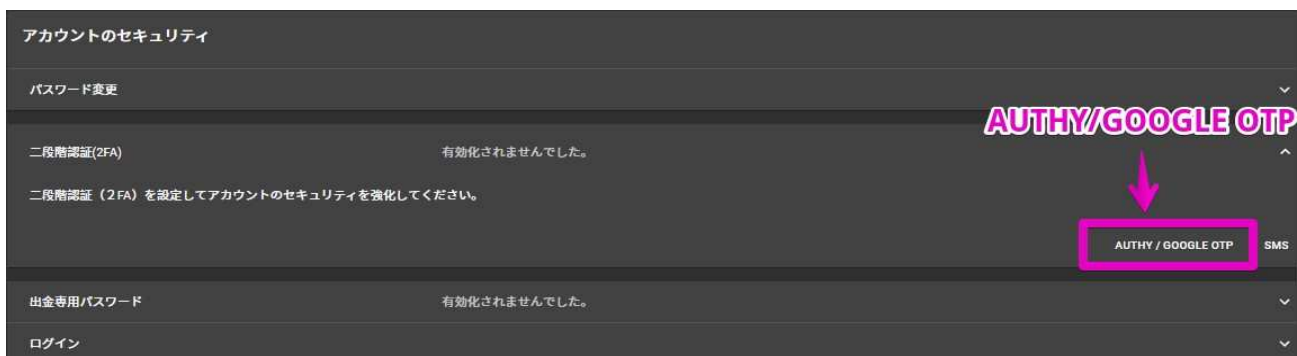 アカウントのセキュリティ
パスワード変更
AUTHY/GOOGLE OTP
二段階認証(2FA) 有効化されませんでした。
二段階認証（２FA）を設定してアカウントのセキュリティを強化してください。
AUTHY / GOOGLE OTP SMS
出金専用パスワード 有効化されませんでした。
ログイン